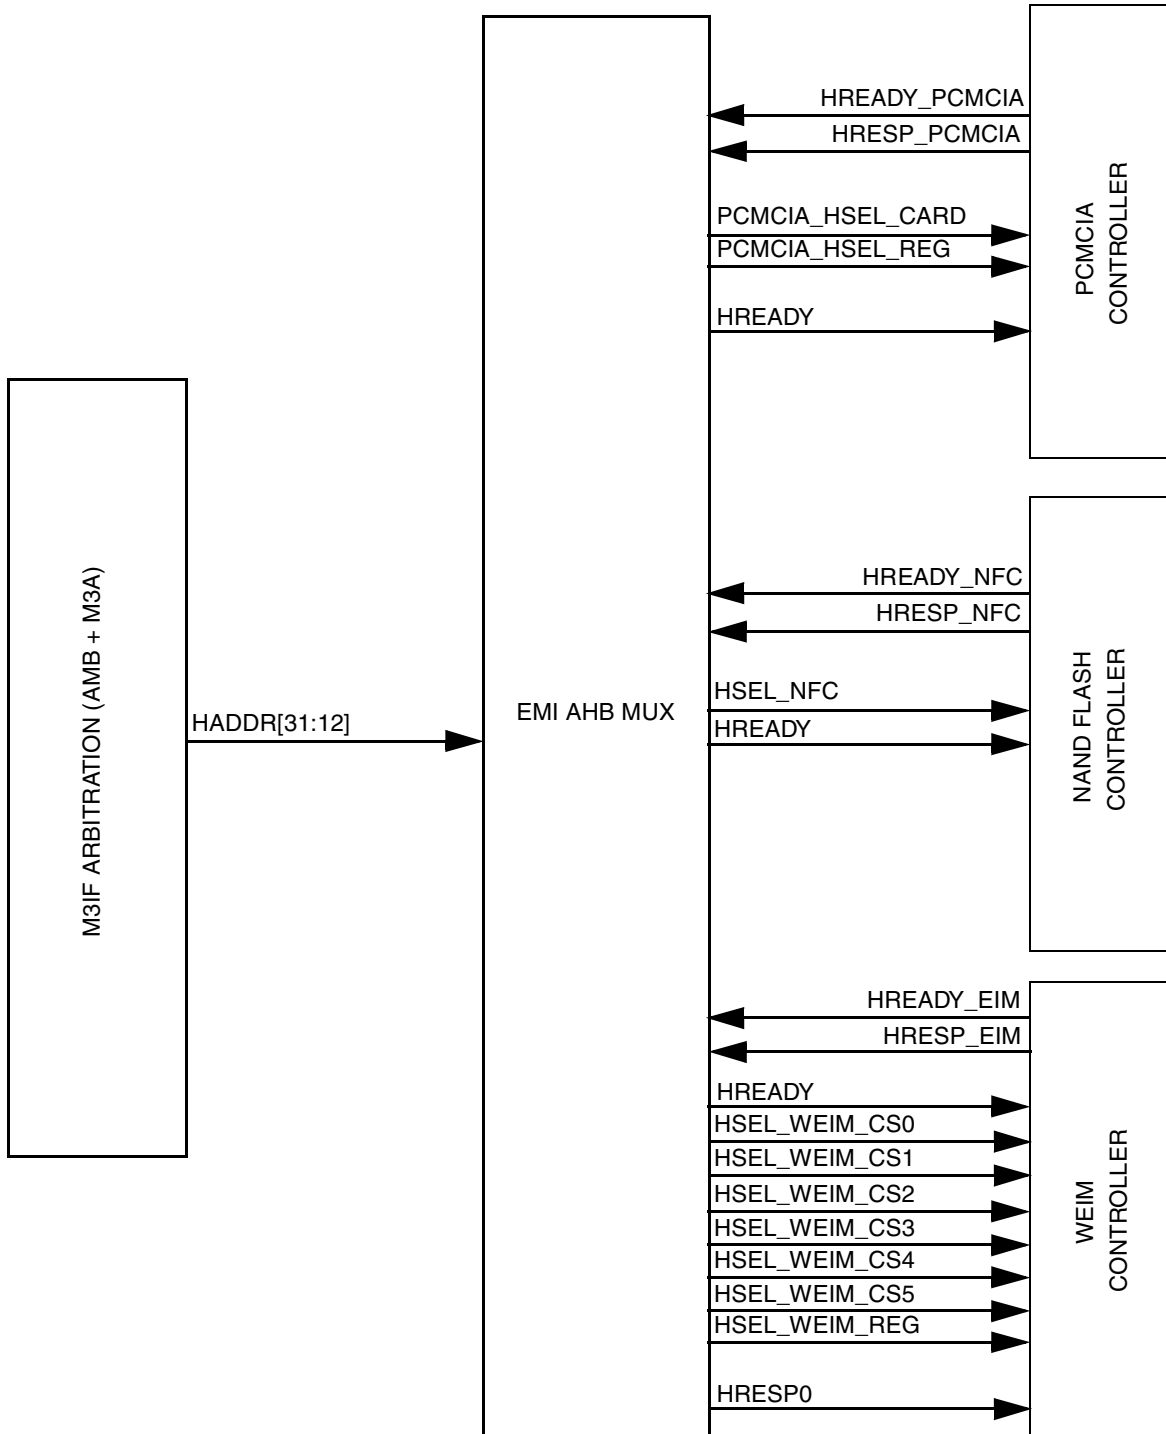 HREADY_PCMCIA
HRESP_PCMCIA
PCMCIA_HSEL_CARD
PCMCIA_HSEL_REG
HREADY
PCMCIA
CONTROLLER
M3IF ARBITRATION (AMB + M3A)
HADDR[31:12]
EMI AHB MUX
HREADY_NFC
HRESP_NFC
HSEL_NFC
HREADY
NAND FLASH
CONTROLLER
HREADY_EIM
HRESP_EIM
HREADY
HSEL_WEIM_CS0
HSEL_WEIM_CS1
HSEL_WEIM_CS2
HSEL_WEIM_CS3
HSEL_WEIM_CS4
HSEL_WEIM_CS5
HSEL_WEIM_REG
HRESP0
WEIM
CONTROLLER